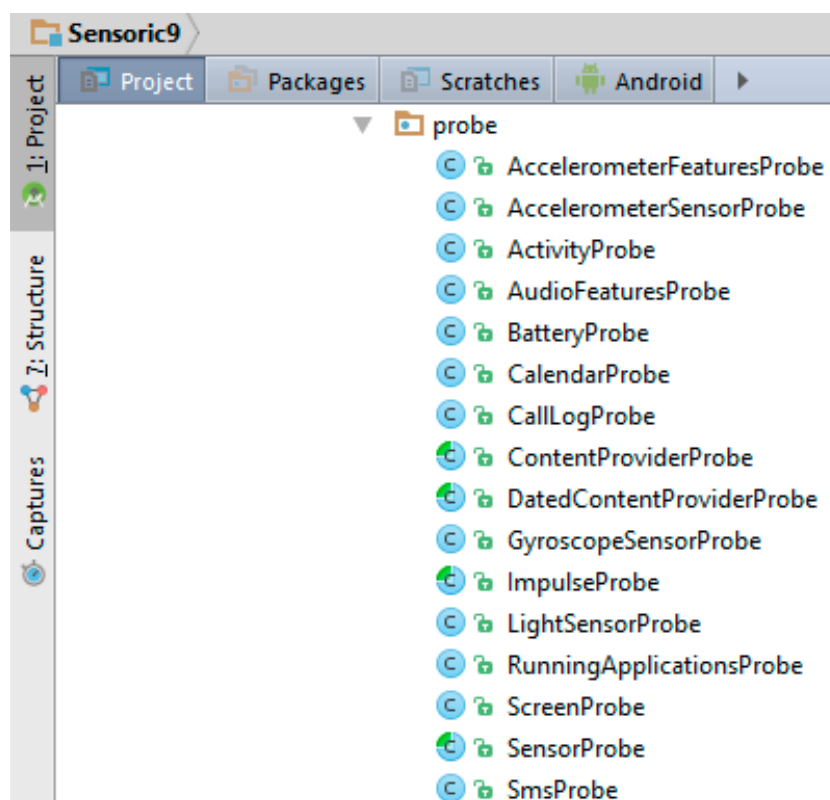 Sensoric9
Project Packages Scratches Android
1: Project
7: Structure
Captures
probe
C AccelerometerFeaturesProbe
C AccelerometerSensorProbe
C ActivityProbe
C AudioFeaturesProbe
C BatteryProbe
C CalendarProbe
C CallLogProbe
C ContentProviderProbe
C DatedContentProviderProbe
C GyroscopeSensorProbe
C ImpulseProbe
C LightSensorProbe
C RunningApplicationsProbe
C ScreenProbe
C SensorProbe
C SmsProbe